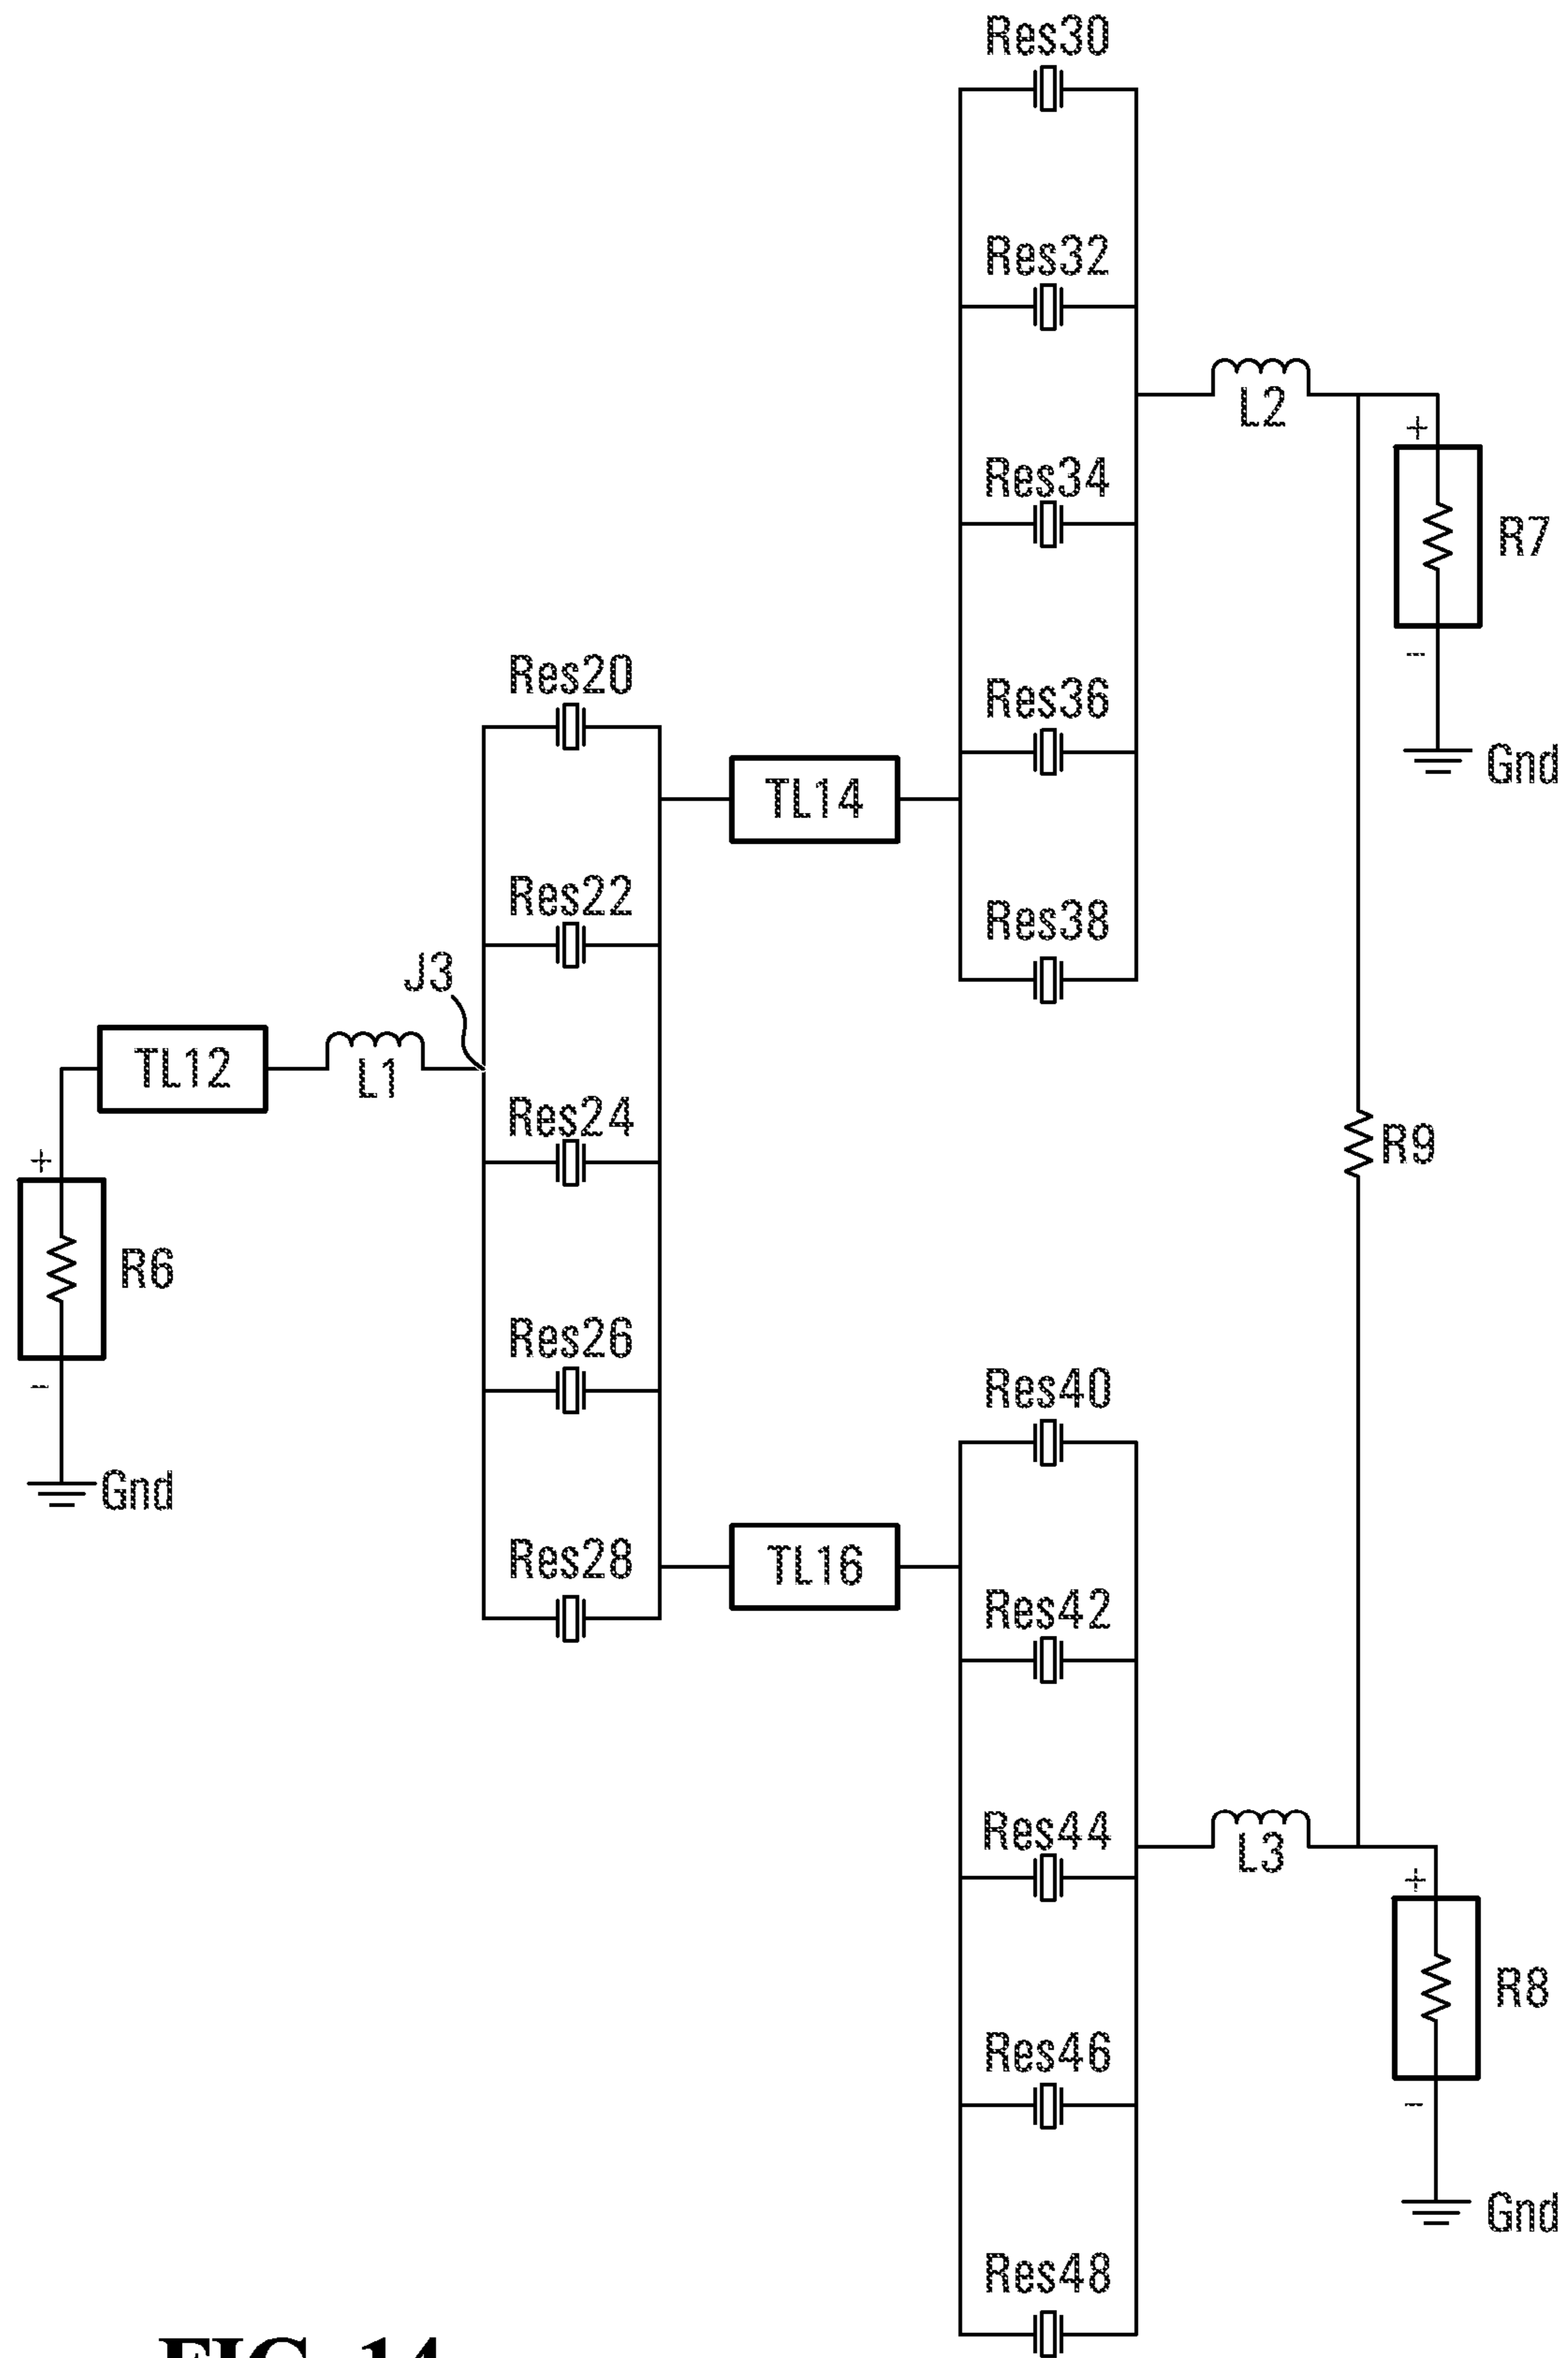 Res30
Res32
L2
+
Res34
R7
Res36
-
Res20
Gnd
TL14
Res22
Res38
J3
TL12
L1
Res24
R9
+
R6
Res26
-
Res40
Gnd
Res28
TL16
Res42
Res44
L3
+
R8
Res46
-
Gnd
Res48
FIG. 14